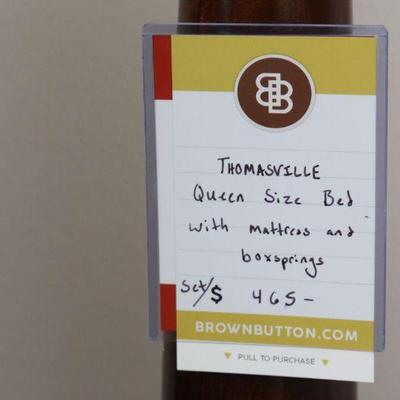 BB
THOMASVILLE
Queen Size Bed
with mattress and
boxsprings
Set/$ 465-
BROWNBUTTON.COM
▼ PULL TO PURCHASE ▼